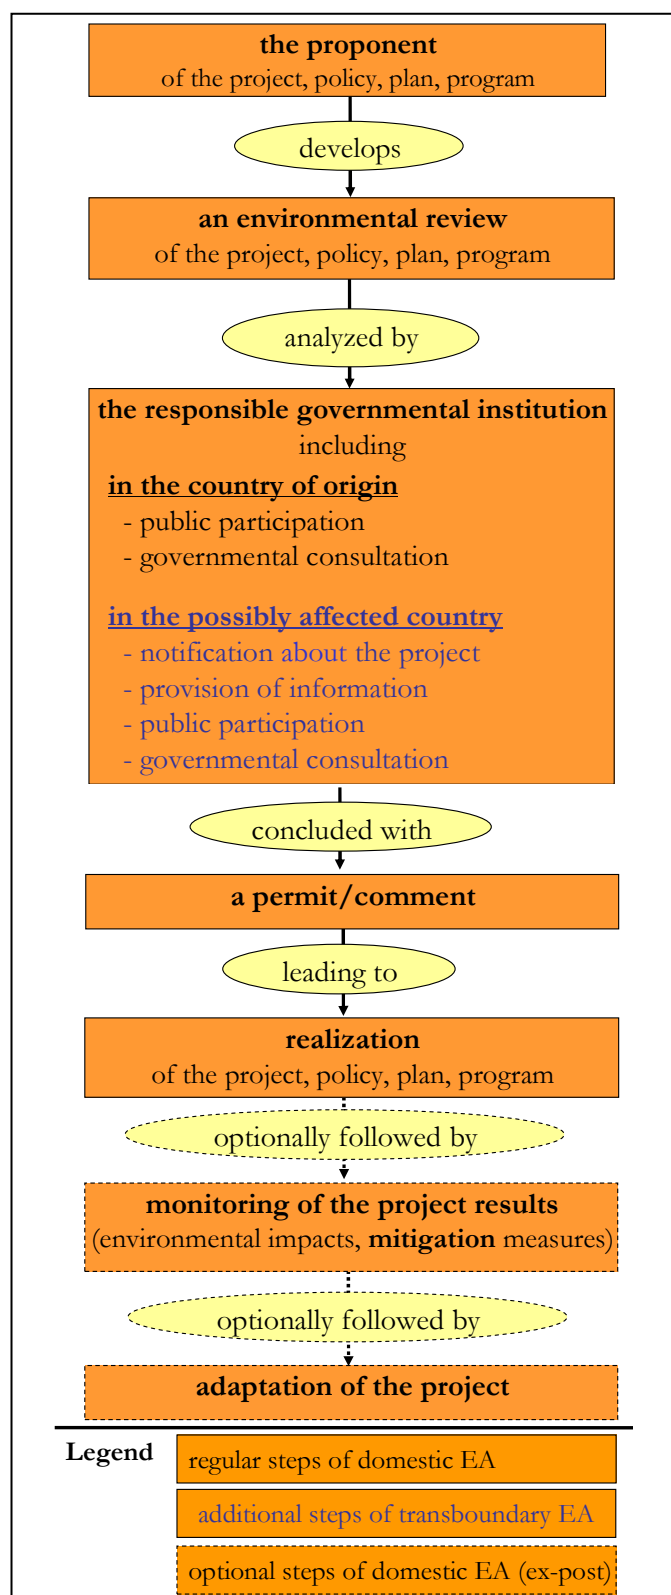 the proponent
of the project, policy, plan, program
develops
an environmental review
of the project, policy, plan, program
analyzed by
the responsible governmental institution
including
in the country of origin
- public participation
- governmental consultation
in the possibly affected country
- notification about the project
- provision of information
- public participation
- governmental consultation
concluded with
a permit/comment
leading to
realization
of the project, policy, plan, program
optionally followed by
monitoring of the project results
(environmental impacts, mitigation measures)
optionally followed by
adaptation of the project
Legend
regular steps of domestic EA
additional steps of transboundary EA
optional steps of domestic EA (ex-post)